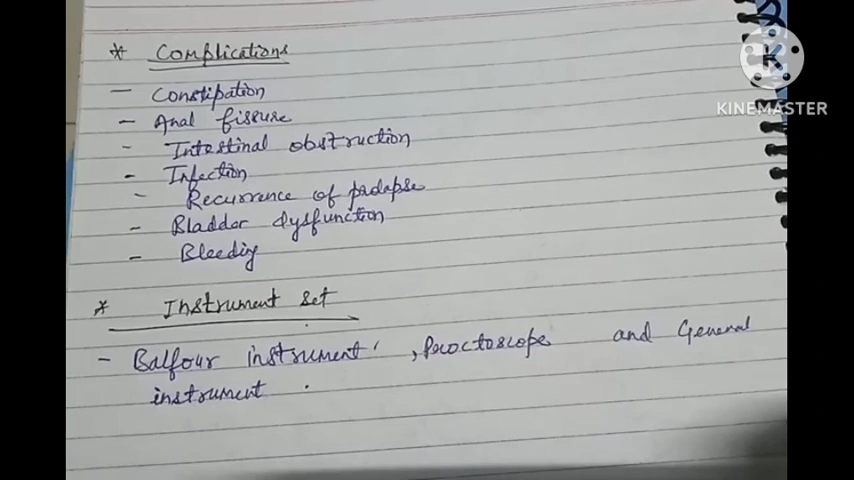 * Complications
- Constipation
- Anal fissure
- Intestinal obstruction
- Infection
- Recurrence of prolapse
- Bladder dysfunction
- Bleeding
* Instrument set
- Balfour instrument, Proctoscope and General
instrument.
KINEMASTER